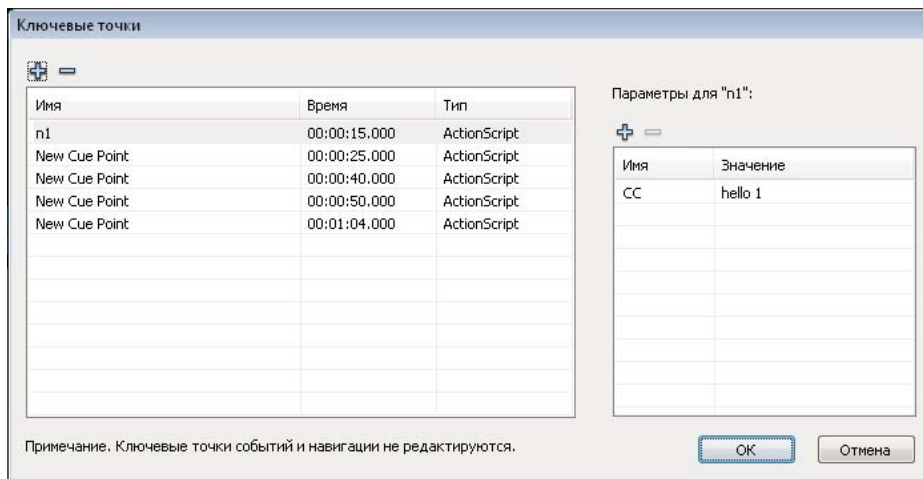 Ключевые точки
Имя Время Тип
n1 00:00:15.000 ActionScript
New Cue Point 00:00:25.000 ActionScript
New Cue Point 00:00:40.000 ActionScript
New Cue Point 00:00:50.000 ActionScript
New Cue Point 00:01:04.000 ActionScript
Параметры для "n1":
Имя Значение
CC hello 1
Примечание. Ключевые точки событий и навигации не редактируются.
ОК Отмена